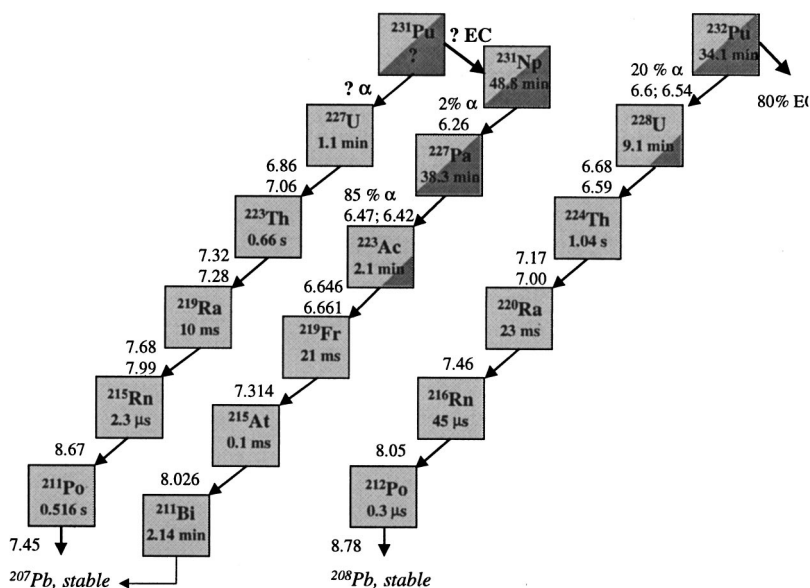 ²³¹Pu
?
? EC
²³¹Np
48.8 min
²³²Pu
34.1 min
80% E
? α
²²⁷U
1.1 min
2% α
6.26
²²⁷Pa
38.3 min
20 % α
6.6; 6.54
²²⁸U
9.1 min
6.86
7.06
²²³Th
0.66 s
85 % α
6.47; 6.42
²²³Ac
2.1 min
6.68
6.59
²²⁴Th
1.04 s
7.32
7.28
²¹⁹Ra
10 ms
6.646
6.661
²¹⁹Fr
21 ms
7.17
7.00
²²⁰Ra
23 ms
7.68
7.99
²¹⁵Rn
2.3 µs
7.314
²¹⁵At
0.1 ms
7.46
²¹⁶Rn
45 µs
8.67
²¹¹Po
0.516 s
8.026
²¹¹Bi
2.14 min
8.05
²¹²Po
0.3 µs
7.45
²⁰⁷Pb, stable
8.78
²⁰⁸Pb, stable